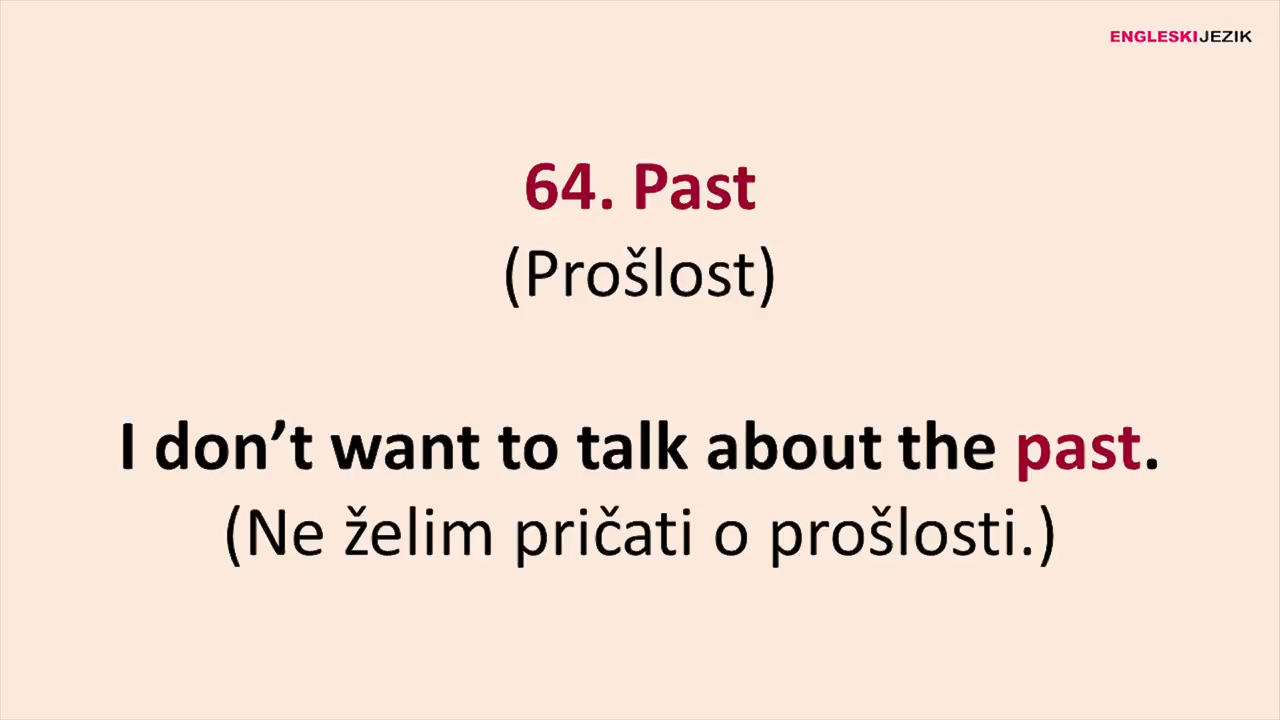 ENGLESKIJEZIK
64. Past
(Prošlost)
I don’t want to talk about the past.
(Ne želim pričati o prošlosti.)